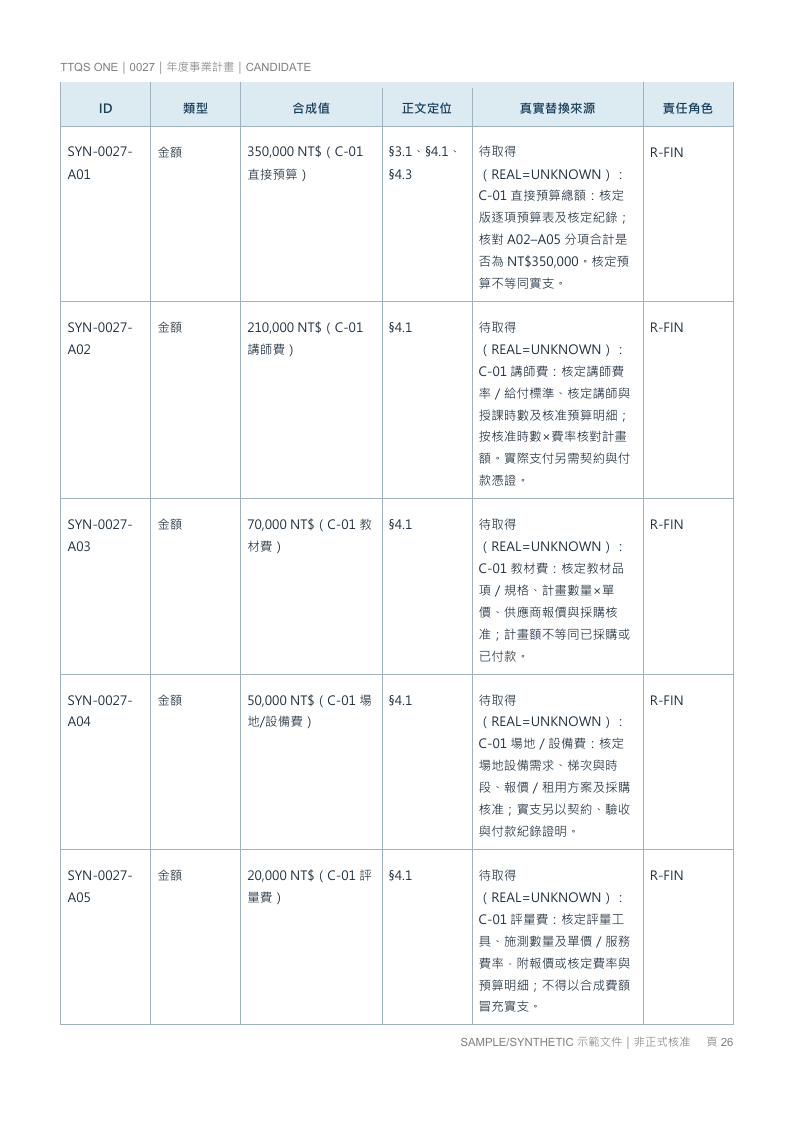 TTQS ONE｜0027｜年度事業計畫｜CANDIDATE
ID 類型 合成值 正文定位 真實替換來源 責任角色
SYN-0027-A01 金額 350,000 NT$（C-01 直接預算） §3.1、§4.1、§4.3 待取得 R-FIN
（REAL=UNKNOWN）：
C-01 直接預算總額：核定
版逐項預算表及核定紀錄；
核對 A02–A05 分項合計是
否為 NT$350,000。核定預
算不等同實支。
SYN-0027-A02 金額 210,000 NT$（C-01 講師費） §4.1 待取得 R-FIN
（REAL=UNKNOWN）：
C-01 講師費：核定講師費
率／給付標準、核定講師與
授課時數及核准預算明細；
按核准時數×費率核對計畫
額。實際支付另需契約與付
款憑證。
SYN-0027-A03 金額 70,000 NT$（C-01 教材費） §4.1 待取得 R-FIN
（REAL=UNKNOWN）：
C-01 教材費：核定教材品
項／規格、計畫數量×單
價、供應商報價與採購核
准；計畫額不等同已採購或
已付款。
SYN-0027-A04 金額 50,000 NT$（C-01 場地/設備費） §4.1 待取得 R-FIN
（REAL=UNKNOWN）：
C-01 場地／設備費：核定
場地設備需求、梯次與時
段、報價／租用方案及採購
核准；實支另以契約、驗收
與付款紀錄證明。
SYN-0027-A05 金額 20,000 NT$（C-01 評量費） §4.1 待取得 R-FIN
（REAL=UNKNOWN）：
C-01 評量費：核定評量工
具、施測數量及單價／服務
費率，附報價或核定費率與
預算明細；不得以合成費額
冒充實支。
SAMPLE/SYNTHETIC 示範文件｜非正式核准 頁 26